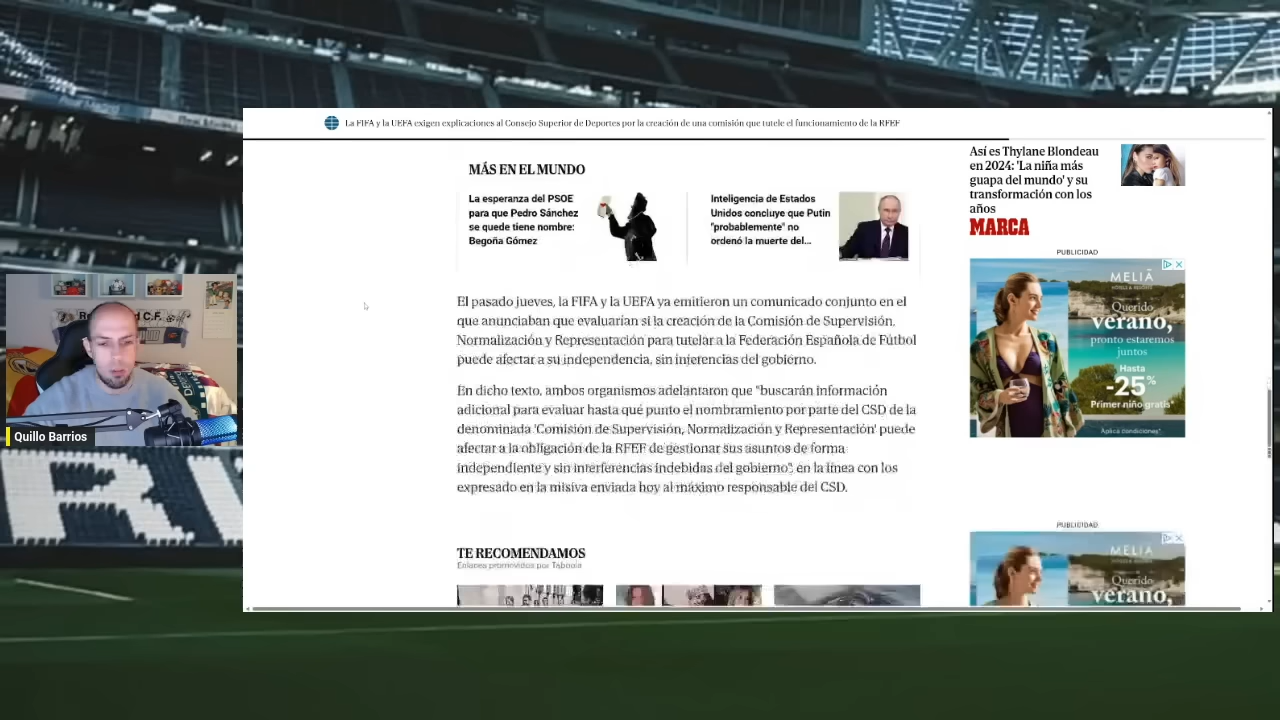 La FIFA y la UEFA exigen explicaciones al Consejo Superior de Deportes por la creación de una comisión que tutele el funcionamiento de la RFEF
MÁS EN EL MUNDO
La esperanza del PSOE
para que Pedro Sánchez
se quede tiene nombre:
Begoña Gómez
Inteligencia de Estados
Unidos concluye que Putin
"probablemente" no
ordenó la muerte del...
El pasado jueves, la FIFA y la UEFA ya emitieron un comunicado conjunto en el
que anunciaban que evaluarían si la creación de la Comisión de Supervisión,
Normalización y Representación para tutelar a la Federación Española de Fútbol
puede afectar a su independencia, sin injerencias del gobierno.
En dicho texto, ambos organismos adelantaron que "buscarán información
adicional para evaluar hasta qué punto el nombramiento por parte del CSD de la
denominada 'Comisión de Supervisión, Normalización y Representación' puede
afectar a la obligación de la RFEF de gestionar sus asuntos de forma
independiente y sin interferencias indebidas del gobierno", en la línea con los
expresado en la misiva enviada hoy al máximo responsable del CSD.
TE RECOMENDAMOS
Enlaces promovidos por Taboola
Así es Thylane Blondeau
en 2024: 'La niña más
guapa del mundo' y su
transformación con los
años
MARCA
PUBLICIDAD
MELIÁ
HOTELS & RESORTS
Querido
verano,
pronto estaremos
juntos
Hasta
-25%
Primer niño gratis*
Aplica condiciones*
PUBLICIDAD
MELIÁ
Querido
verano,
Quillo Barrios
RI